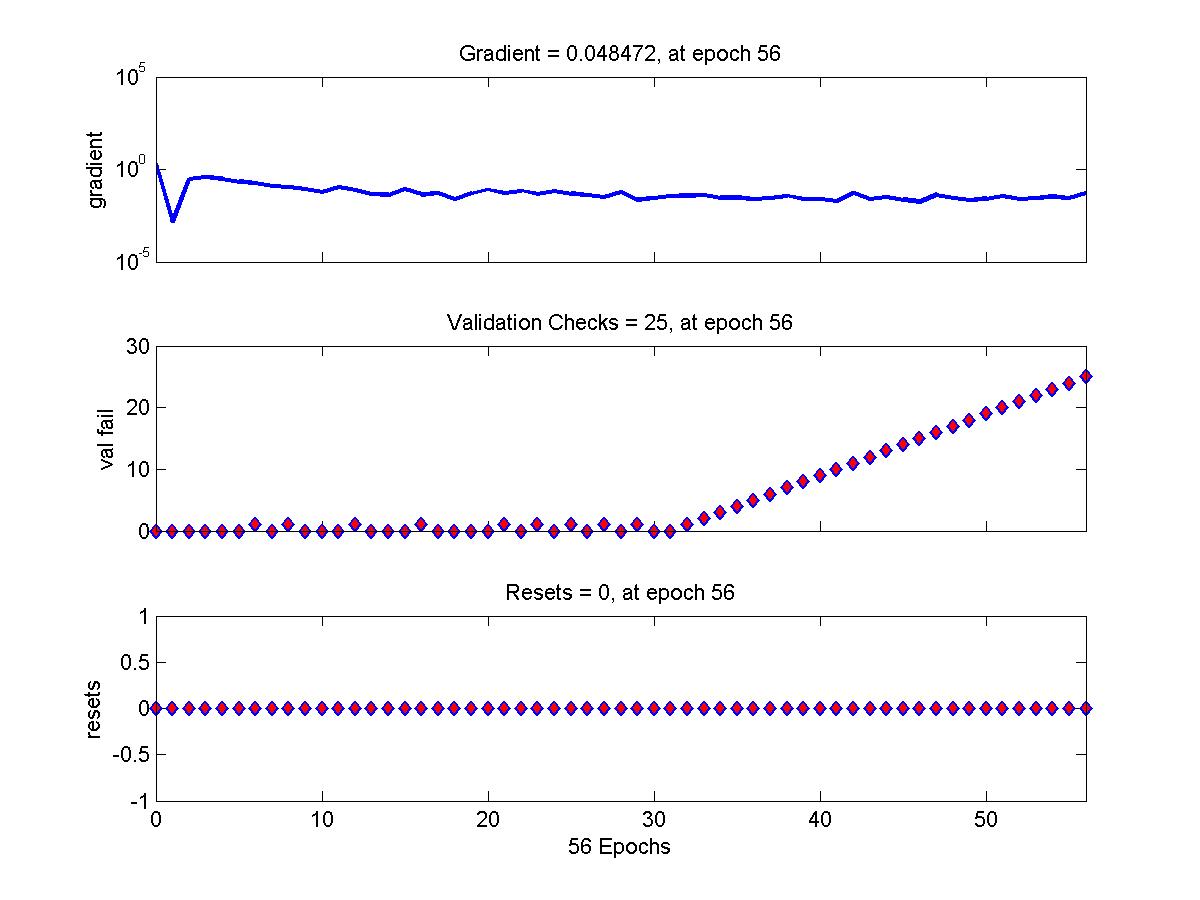 Gradient = 0.048472, at epoch 56
10^5
10^0
10^-5
gradient
Validation Checks = 25, at epoch 56
30
20
10
0
val fail
Resets = 0, at epoch 56
1
0.5
0
-0.5
-1
resets
0 10 20 30 40 50
56 Epochs